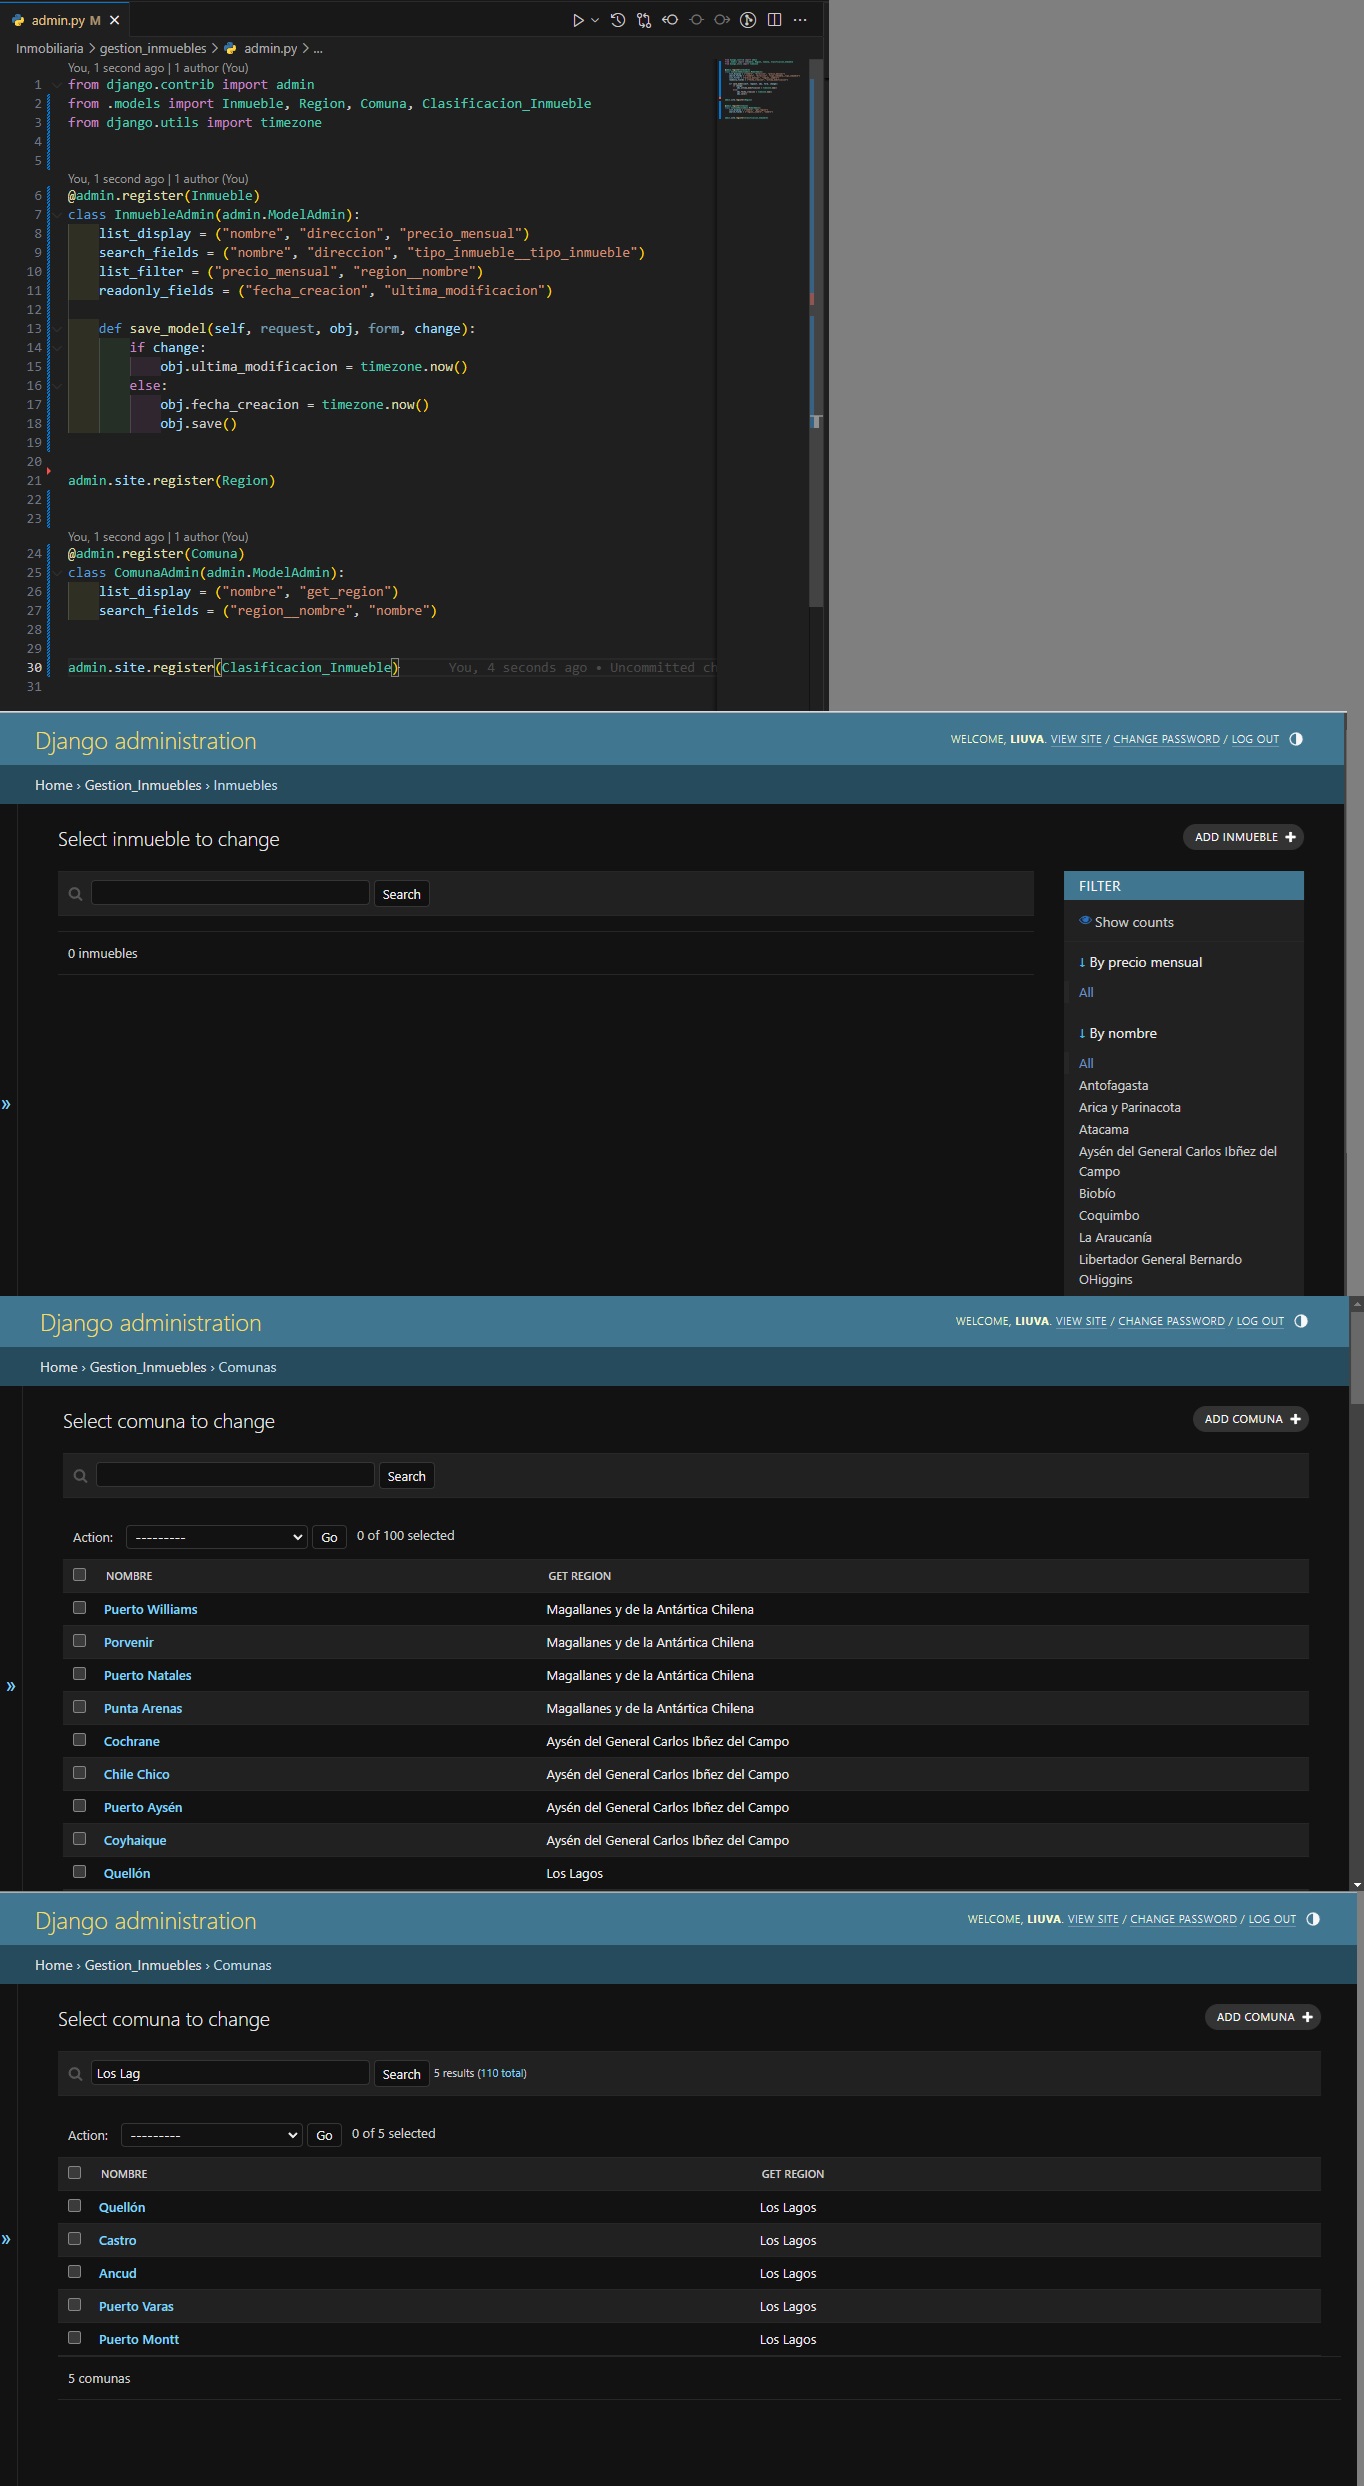 admin.py M
Inmobiliaria > gestion_inmuebles > admin.py > ...
You, 1 second ago | 1 author (You)
1 from django.contrib import admin
2 from .models import Inmueble, Region, Comuna, Clasificacion_Inmueble
3 from django.utils import timezone
4
5
You, 1 second ago | 1 author (You)
6 @admin.register(Inmueble)
7 class InmuebleAdmin(admin.ModelAdmin):
8 list_display = ("nombre", "direccion", "precio_mensual")
9 search_fields = ("nombre", "direccion", "tipo_inmueble__tipo_inmueble")
10 list_filter = ("precio_mensual", "region__nombre")
11 readonly_fields = ("fecha_creacion", "ultima_modificacion")
12
13 def save_model(self, request, obj, form, change):
14 if change:
15 obj.ultima_modificacion = timezone.now()
16 else:
17 obj.fecha_creacion = timezone.now()
18 obj.save()
19
20
21 admin.site.register(Region)
22
23
You, 1 second ago | 1 author (You)
24 @admin.register(Comuna)
25 class ComunaAdmin(admin.ModelAdmin):
26 list_display = ("nombre", "get_region")
27 search_fields = ("region__nombre", "nombre")
28
29
30 admin.site.register(Clasificacion_Inmueble) You, 4 seconds ago • Uncommitted ch
31
Django administration
WELCOME, LIUVA. VIEW SITE / CHANGE PASSWORD / LOG OUT
Home › Gestion_Inmuebles › Inmuebles
Select inmueble to change
ADD INMUEBLE +
Search
0 inmuebles
FILTER
Show counts
↓ By precio mensual
All
↓ By nombre
All
Antofagasta
Arica y Parinacota
Atacama
Aysén del General Carlos Ibñez del
Campo
Biobío
Coquimbo
La Araucanía
Libertador General Bernardo
OHiggins
»
Django administration
WELCOME, LIUVA. VIEW SITE / CHANGE PASSWORD / LOG OUT
Home › Gestion_Inmuebles › Comunas
Select comuna to change
ADD COMUNA +
Search
Action: --------- Go 0 of 100 selected
NOMBRE GET REGION
Puerto Williams Magallanes y de la Antártica Chilena
Porvenir Magallanes y de la Antártica Chilena
Puerto Natales Magallanes y de la Antártica Chilena
Punta Arenas Magallanes y de la Antártica Chilena
Cochrane Aysén del General Carlos Ibñez del Campo
Chile Chico Aysén del General Carlos Ibñez del Campo
Puerto Aysén Aysén del General Carlos Ibñez del Campo
Coyhaique Aysén del General Carlos Ibñez del Campo
Quellón Los Lagos
»
Django administration
WELCOME, LIUVA. VIEW SITE / CHANGE PASSWORD / LOG OUT
Home › Gestion_Inmuebles › Comunas
Select comuna to change
ADD COMUNA +
Los Lag Search 5 results (110 total)
Action: --------- Go 0 of 5 selected
NOMBRE GET REGION
Quellón Los Lagos
Castro Los Lagos
Ancud Los Lagos
Puerto Varas Los Lagos
Puerto Montt Los Lagos
5 comunas
»